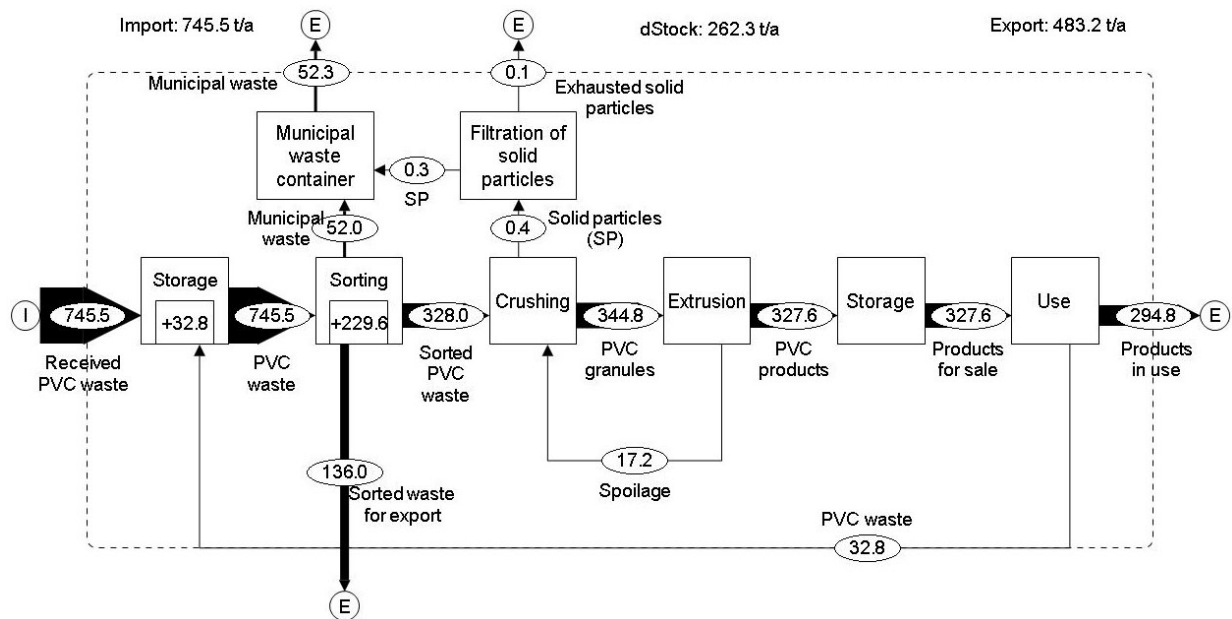 Import: 745.5 t/a
E
E
dStock: 262.3 t/a
Export: 483.2 t/a
52.3
0.1
Municipal waste
Exhausted solid
particles
Municipal
waste
container
Filtration of
solid
particles
0.3
SP
Municipal
waste
52.0
0.4
Solid particles
(SP)
I
745.5
Received
PVC waste
Storage
+32.8
745.5
PVC
waste
Sorting
+229.6
328.0
Sorted
PVC
waste
Crushing
344.8
PVC
granules
Extrusion
327.6
PVC
products
Storage
327.6
Products
for sale
Use
294.8
Products
in use
E
136.0
Sorted waste
for export
17.2
Spoilage
PVC waste
32.8
E